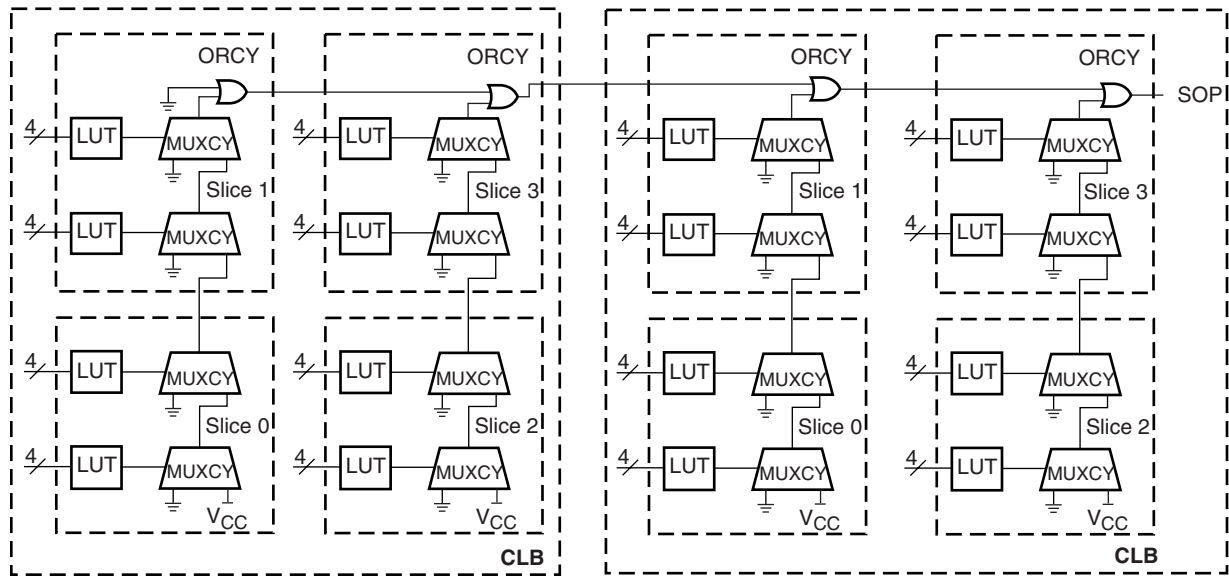 ORCY ORCY ORCY ORCY
SOP
4 LUT MUXCY 4 LUT MUXCY 4 LUT MUXCY 4 LUT MUXCY
Slice 1 Slice 3 Slice 1 Slice 3
4 LUT MUXCY 4 LUT MUXCY 4 LUT MUXCY 4 LUT MUXCY
4 LUT MUXCY 4 LUT MUXCY 4 LUT MUXCY 4 LUT MUXCY
Slice 0 Slice 2 Slice 0 Slice 2
4 LUT MUXCY 4 LUT MUXCY 4 LUT MUXCY 4 LUT MUXCY
VCC VCC VCC VCC
CLB CLB